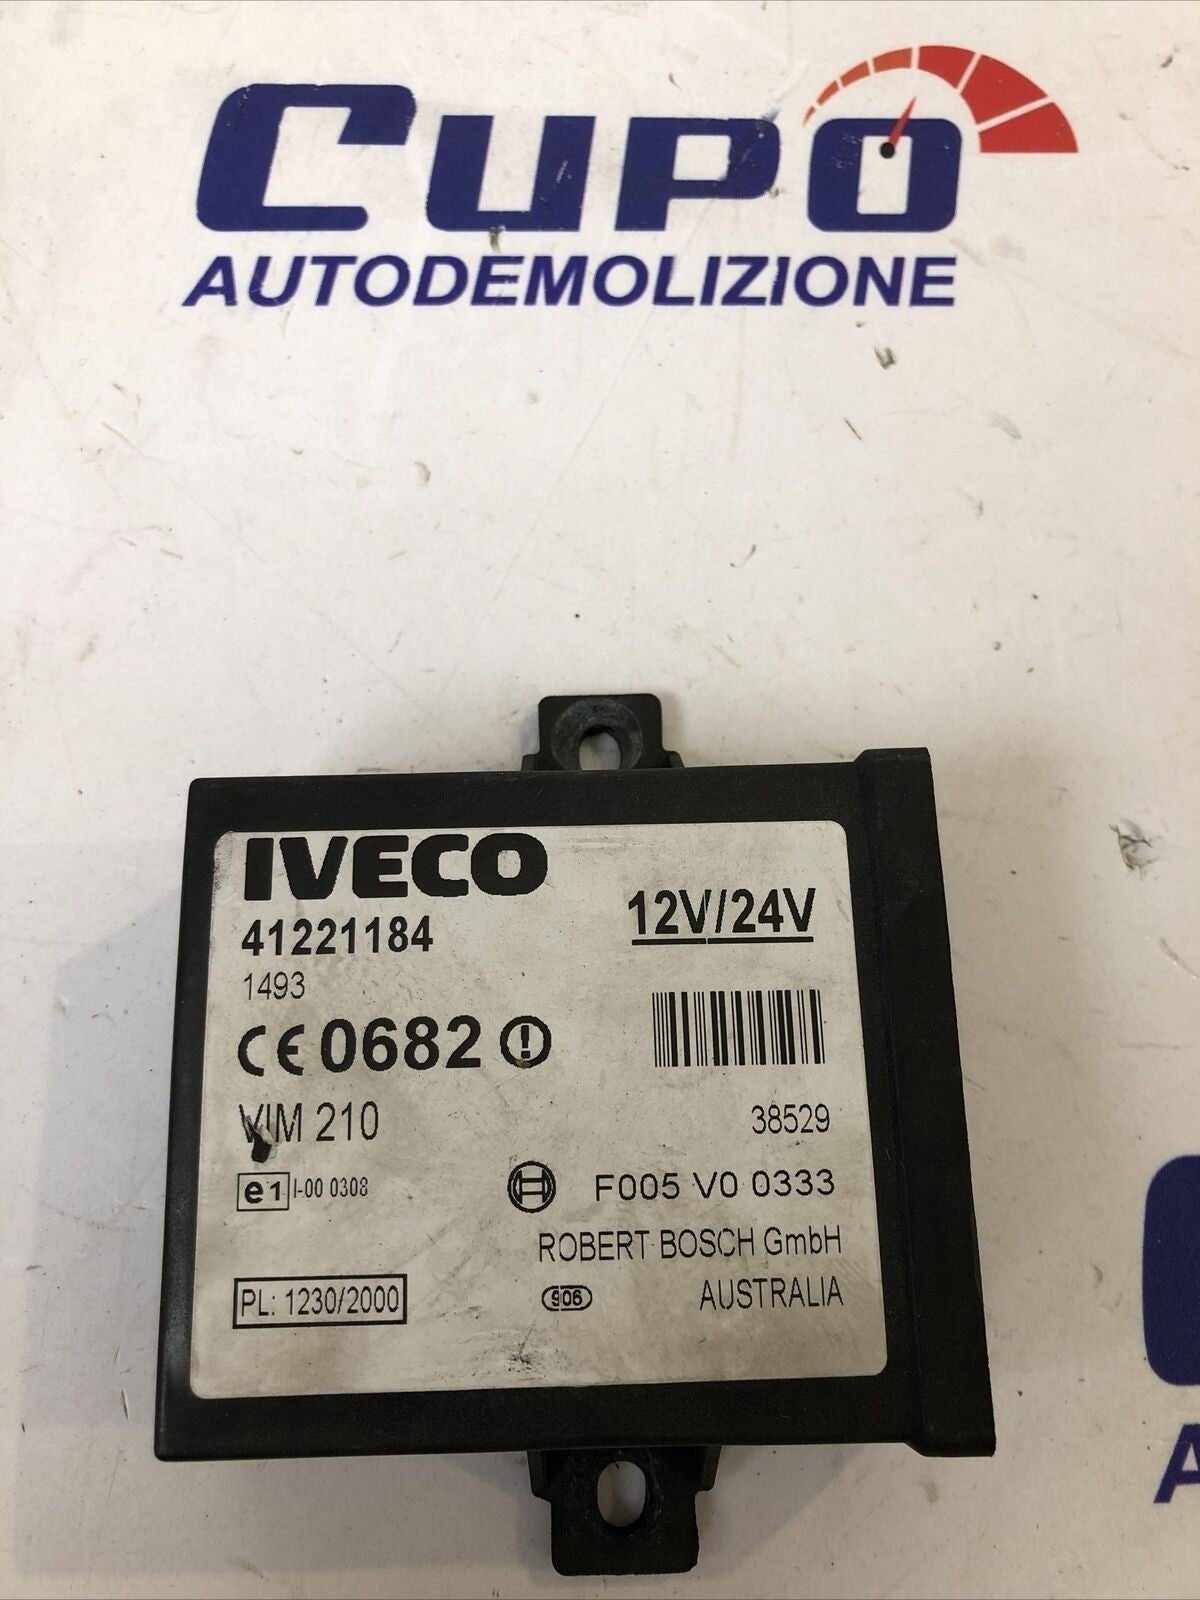 CUPO
AUTODEMOLIZIONE
IVECO
12V/24V
41221184
1493
CE 0682
VIM 210
38529
e1 I-00 0308
F005 V0 0333
ROBERT BOSCH GmbH
PL: 1230/2000
906
AUSTRALIA
A